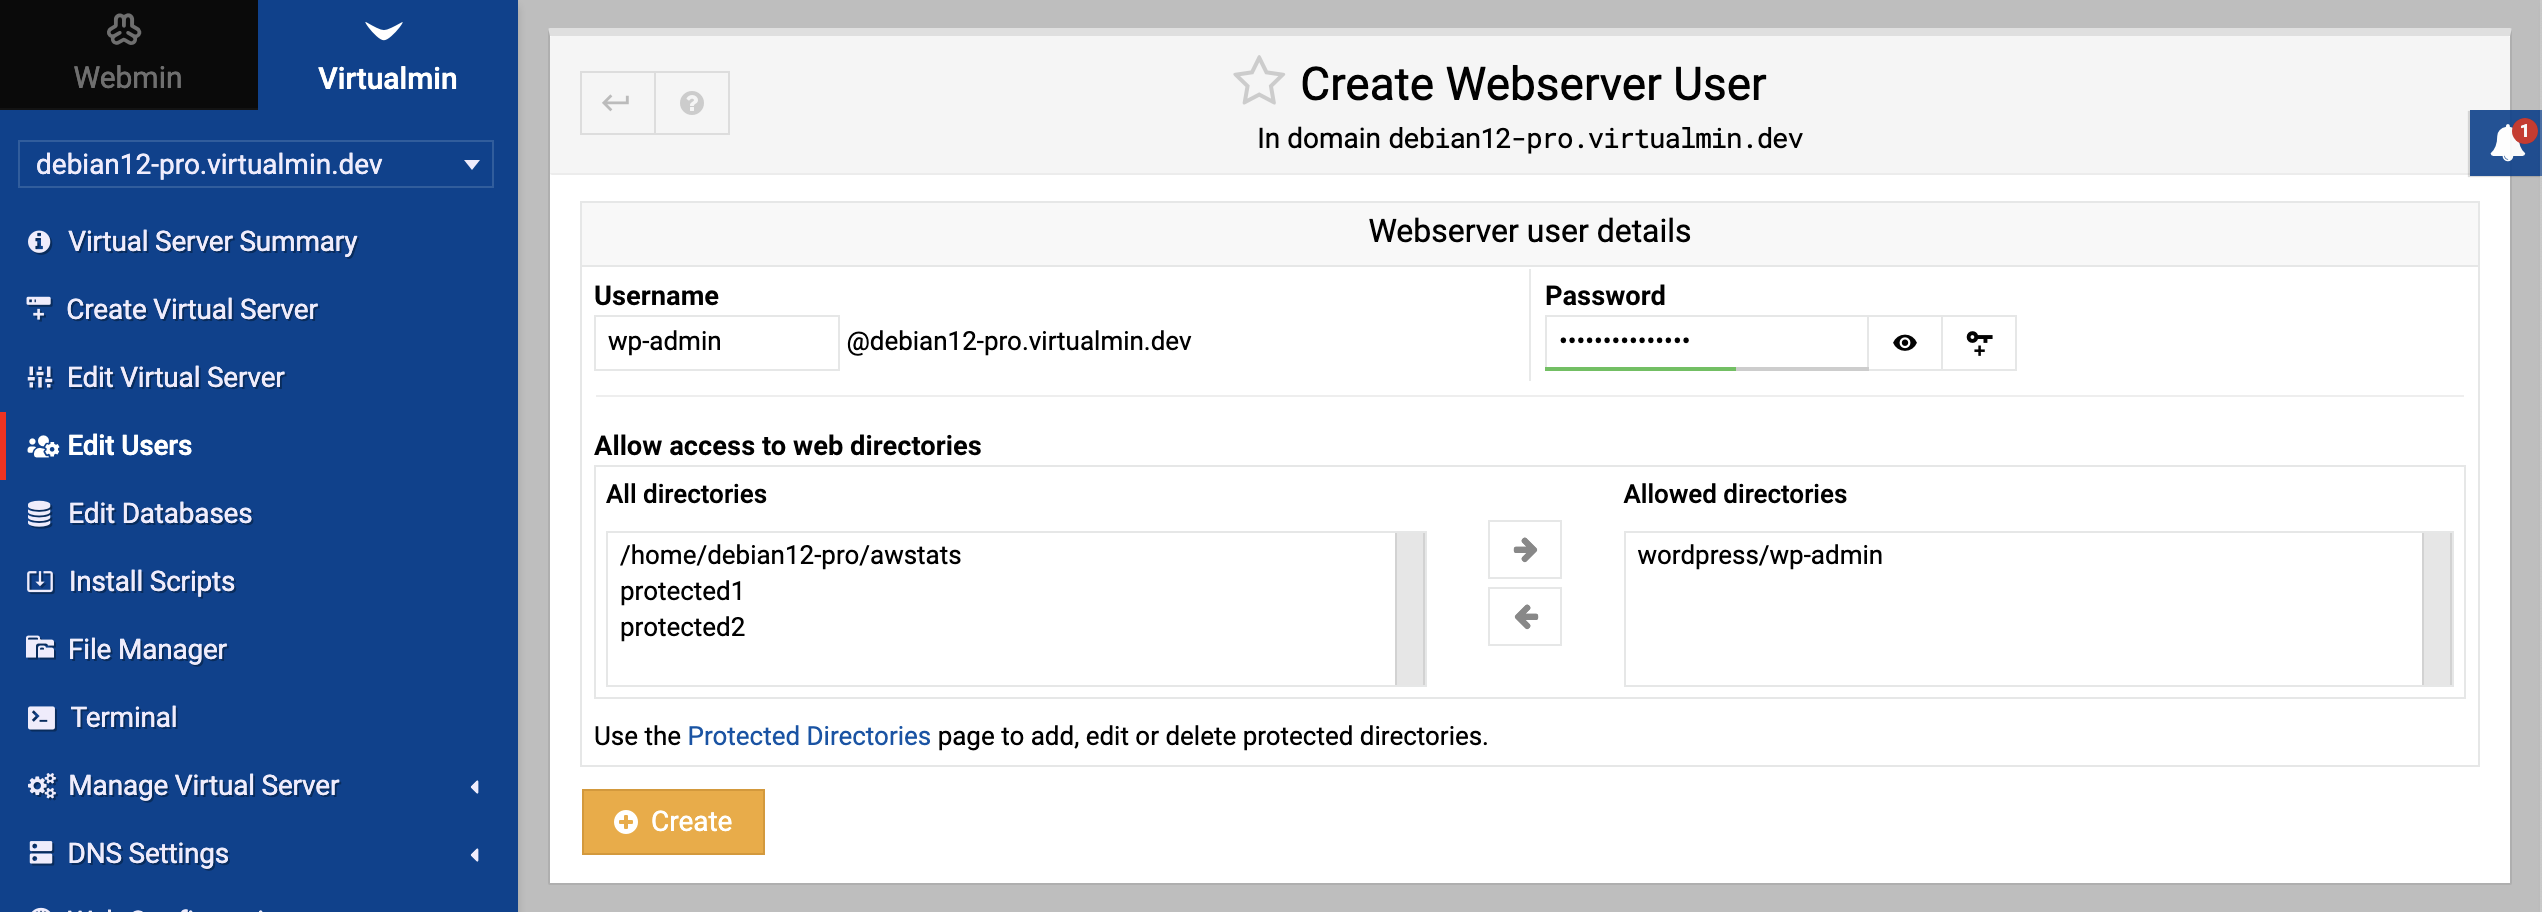 Webmin
Virtualmin
debian12-pro.virtualmin.dev
Virtual Server Summary
Create Virtual Server
Edit Virtual Server
Edit Users
Edit Databases
Install Scripts
File Manager
Terminal
Manage Virtual Server
DNS Settings
Create Webserver User
In domain debian12-pro.virtualmin.dev
1
Webserver user details
Username
wp-admin @debian12-pro.virtualmin.dev
Password
•••••••••••••••
Allow access to web directories
All directories
/home/debian12-pro/awstats
protected1
protected2
Allowed directories
wordpress/wp-admin
Use the Protected Directories page to add, edit or delete protected directories.
Create